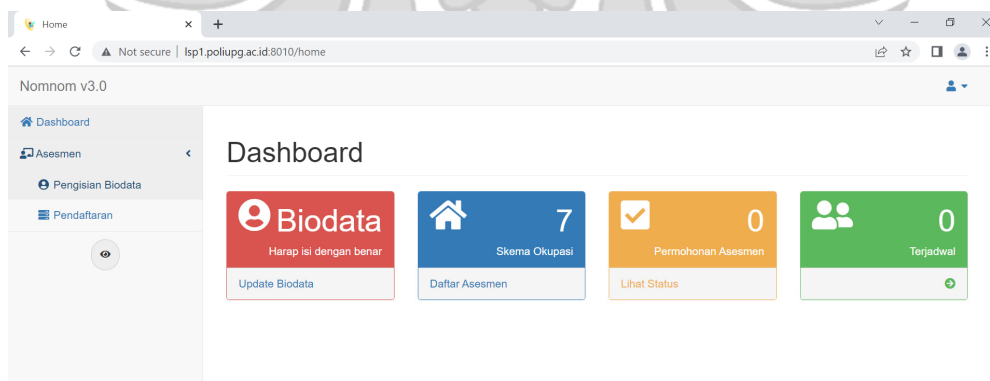 Home
Not secure | lsp1.poliupg.ac.id:8010/home
Nomnom v3.0
Dashboard
Asesmen
Pengisian Biodata
Pendaftaran
Dashboard
Biodata
Harap isi dengan benar
Update Biodata
7
Skema Okupasi
Daftar Asesmen
0
Permohonan Asesmen
Lihat Status
0
Terjadwal